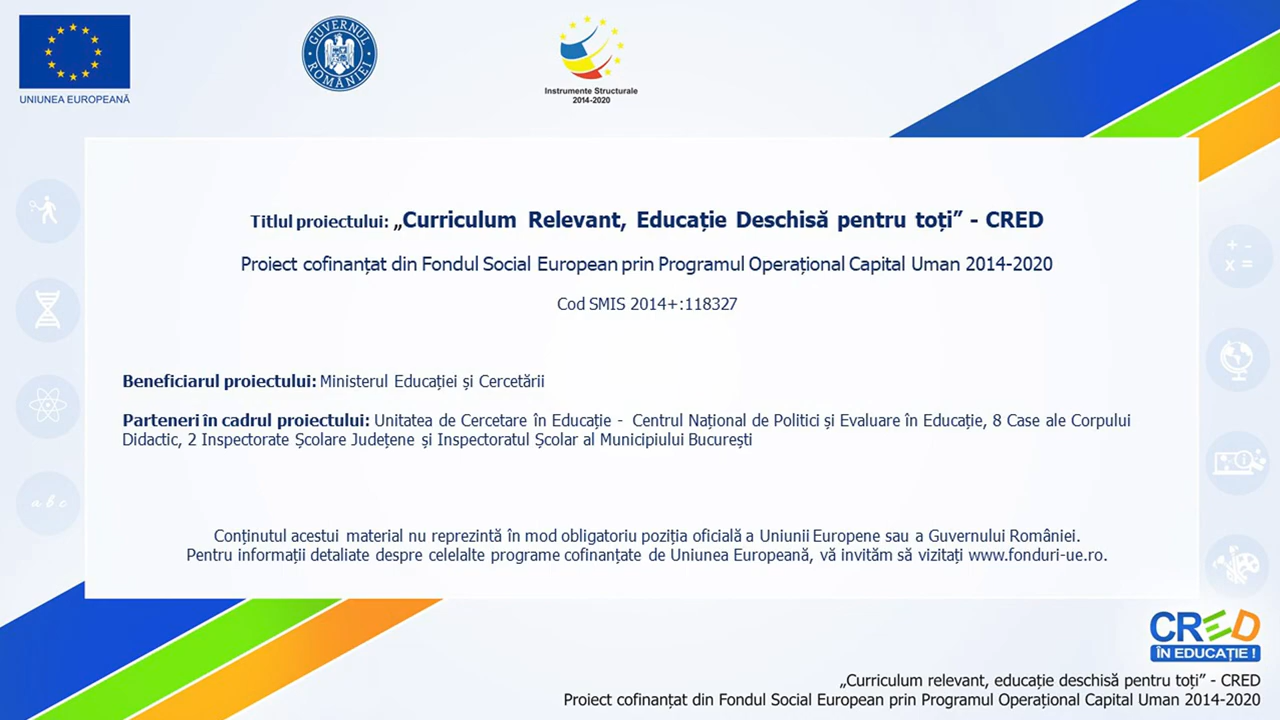 UNIUNEA EUROPEANĂ
GUVERNUL ROMÂNIEI
Instrumente Structurale
2014-2020
Titlul proiectului: „Curriculum Relevant, Educație Deschisă pentru toți” - CRED
Proiect cofinanțat din Fondul Social European prin Programul Operațional Capital Uman 2014-2020
Cod SMIS 2014+:118327
Beneficiarul proiectului: Ministerul Educației și Cercetării
Parteneri în cadrul proiectului: Unitatea de Cercetare în Educație - Centrul Național de Politici și Evaluare în Educație, 8 Case ale Corpului
Didactic, 2 Inspectorate Școlare Județene și Inspectoratul Școlar al Municipiului București
a b c
Conținutul acestui material nu reprezintă în mod obligatoriu poziția oficială a Uniunii Europene sau a Guvernului României.
Pentru informații detaliate despre celelalte programe cofinanțate de Uniunea Europeană, vă invităm să vizitați www.fonduri-ue.ro.
CRED
ÎN EDUCAȚIE !
„Curriculum relevant, educație deschisă pentru toți” - CRED
Proiect cofinanțat din Fondul Social European prin Programul Operațional Capital Uman 2014-2020